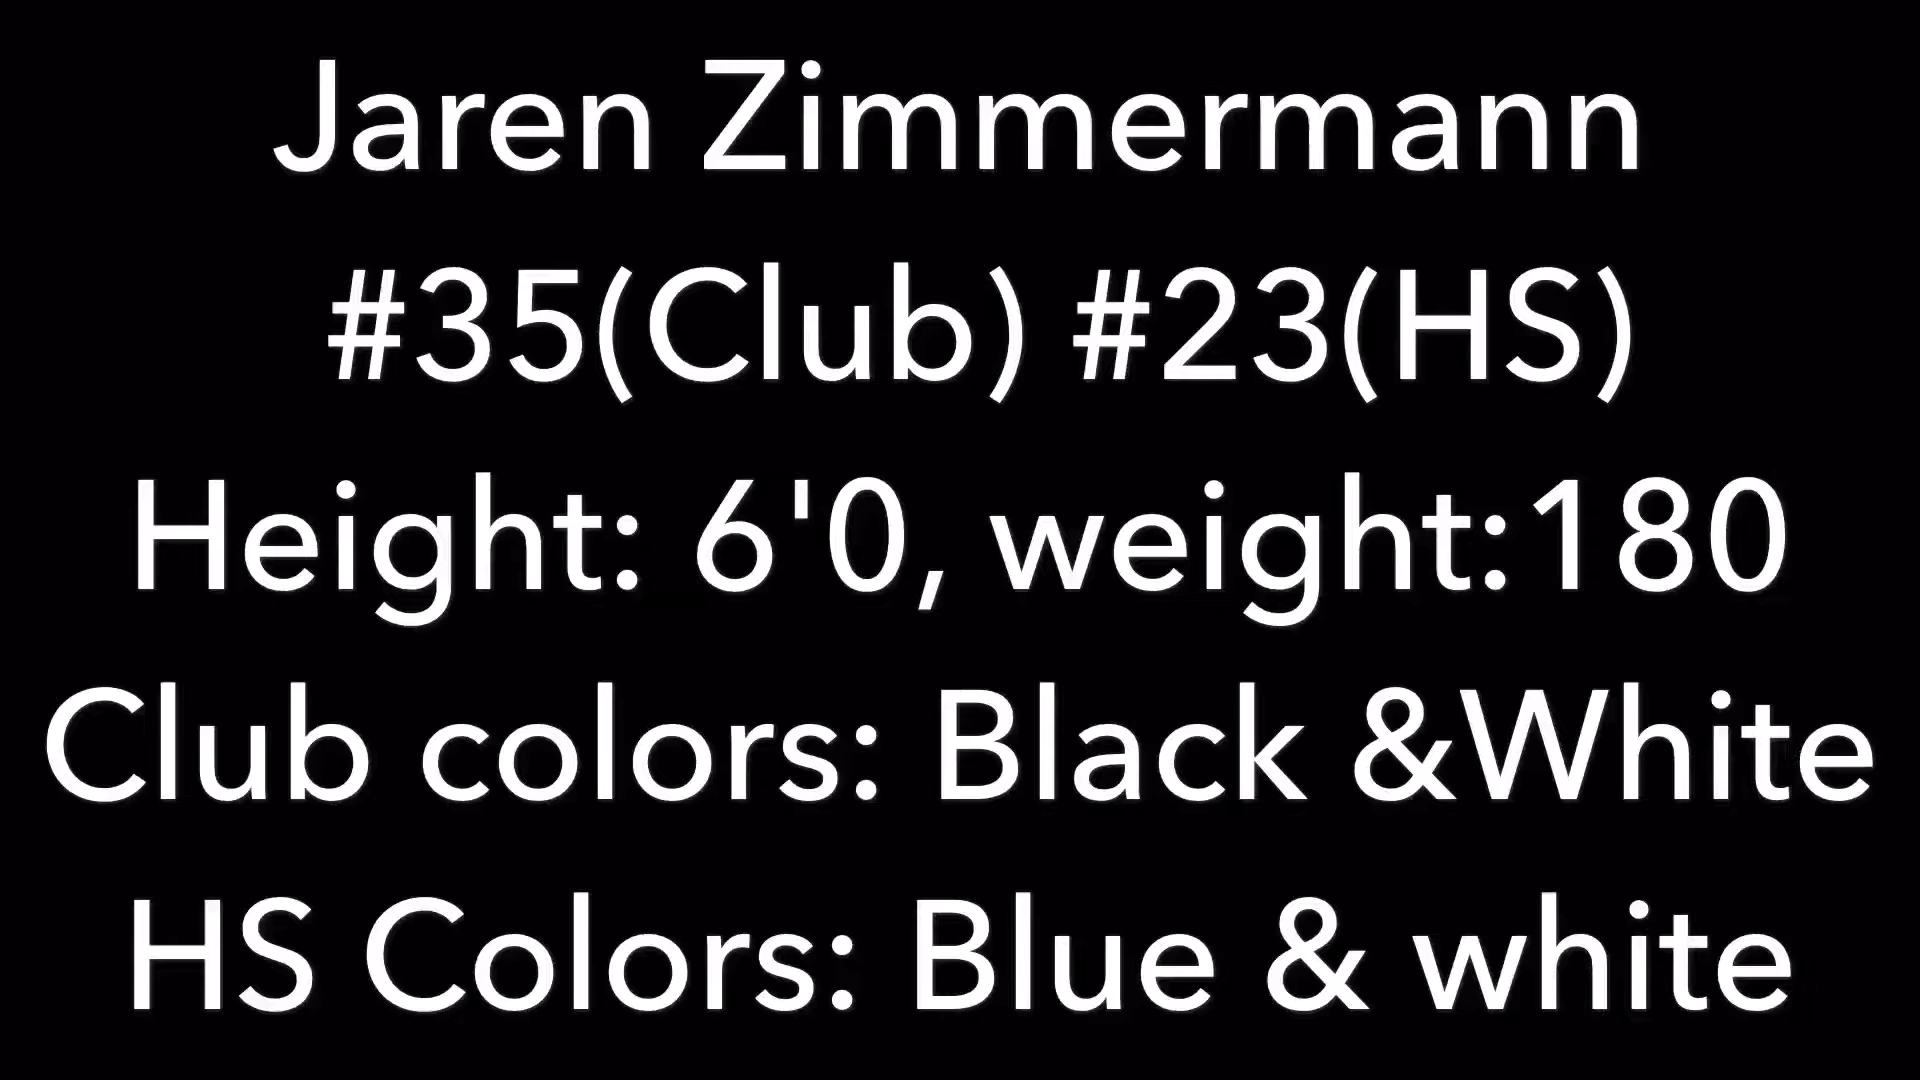 Jaren Zimmermann
#35(Club) #23(HS)
Height: 6'0, weight:180
Club colors: Black &White
HS Colors: Blue & white